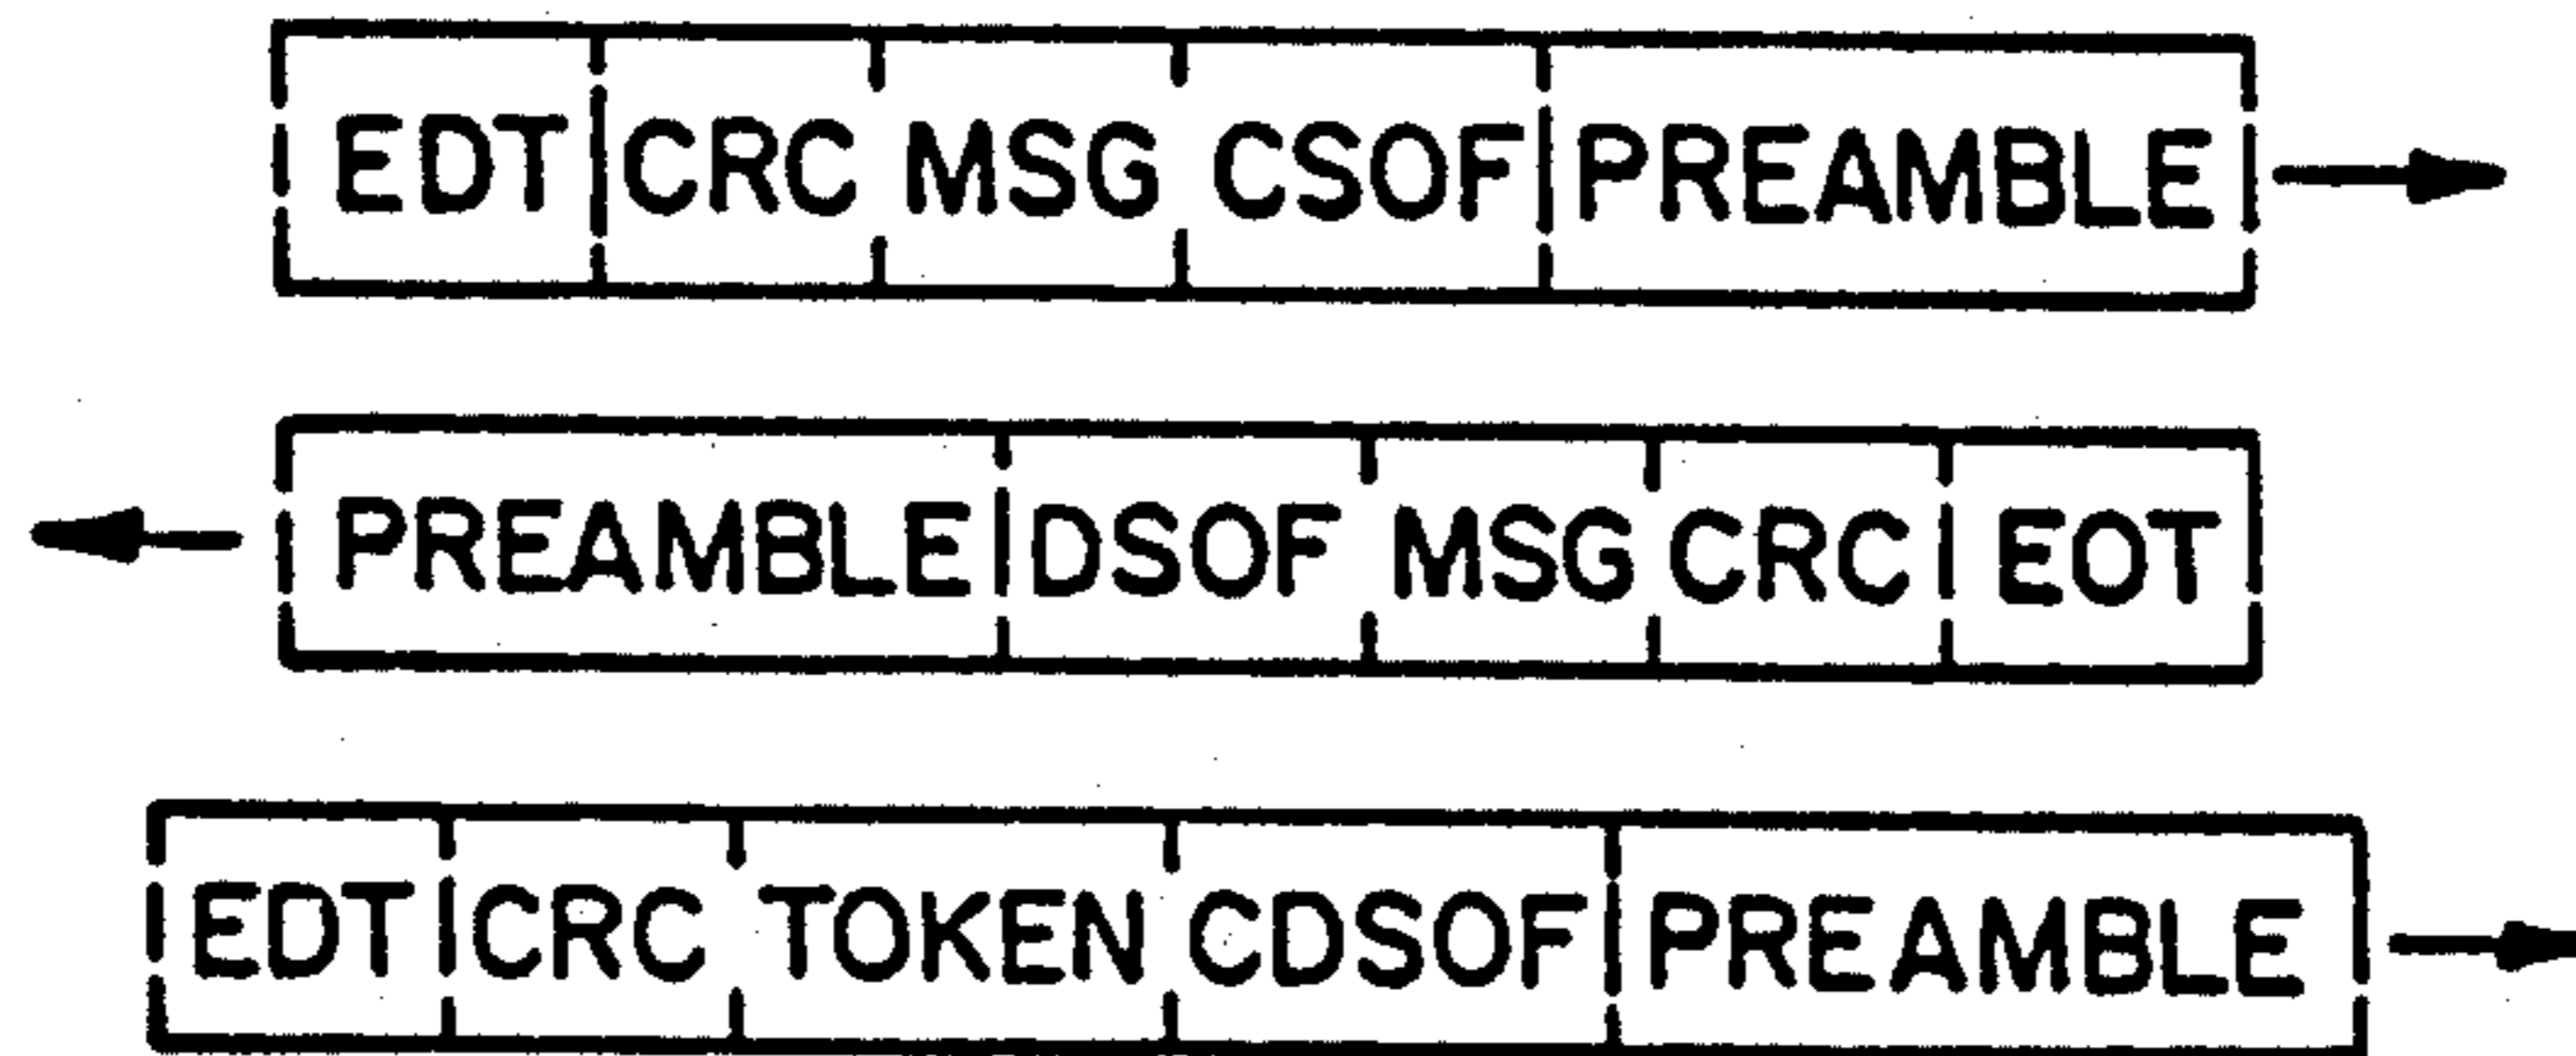 EDT CRC MSG CSOF PREAMBLE
PREAMBLE DSOF MSG CRC EOT
EDT CRC TOKEN CDSOF PREAMBLE